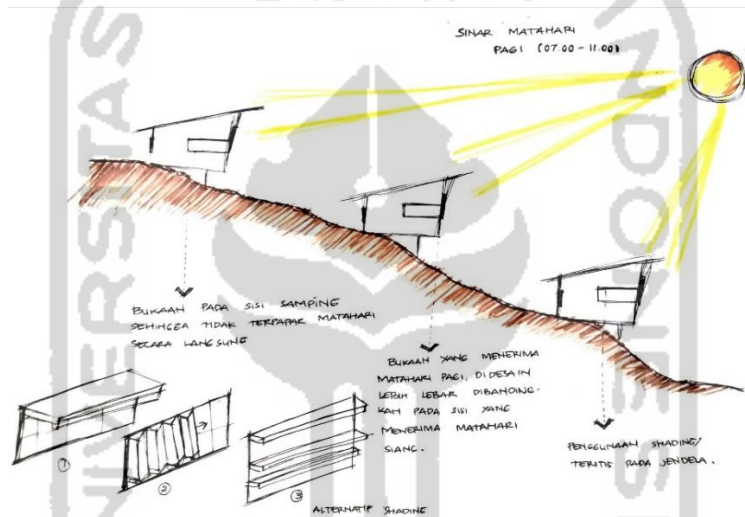 SINAR MATAHARI
PAGI (07.00 - 11.00)
BUKAAN PADA SISI SAMPING
SEHINGGA TIDAK TERPAPAR MATAHARI
SECARA LANGSUNG
BUKAAN YANG MENERIMA
MATAHARI PAGI, DIDESAIN
LEBIH LEBAR DIBANDING-
KAN PADA SISI YANG
MENERIMA MATAHARI
SIANG.
PENGGUNAAN SHADING/
TERITIS PADA JENDELA.
1
2
3
ALTERNATIF SHADING
UNIVERSITAS
INDONESIA